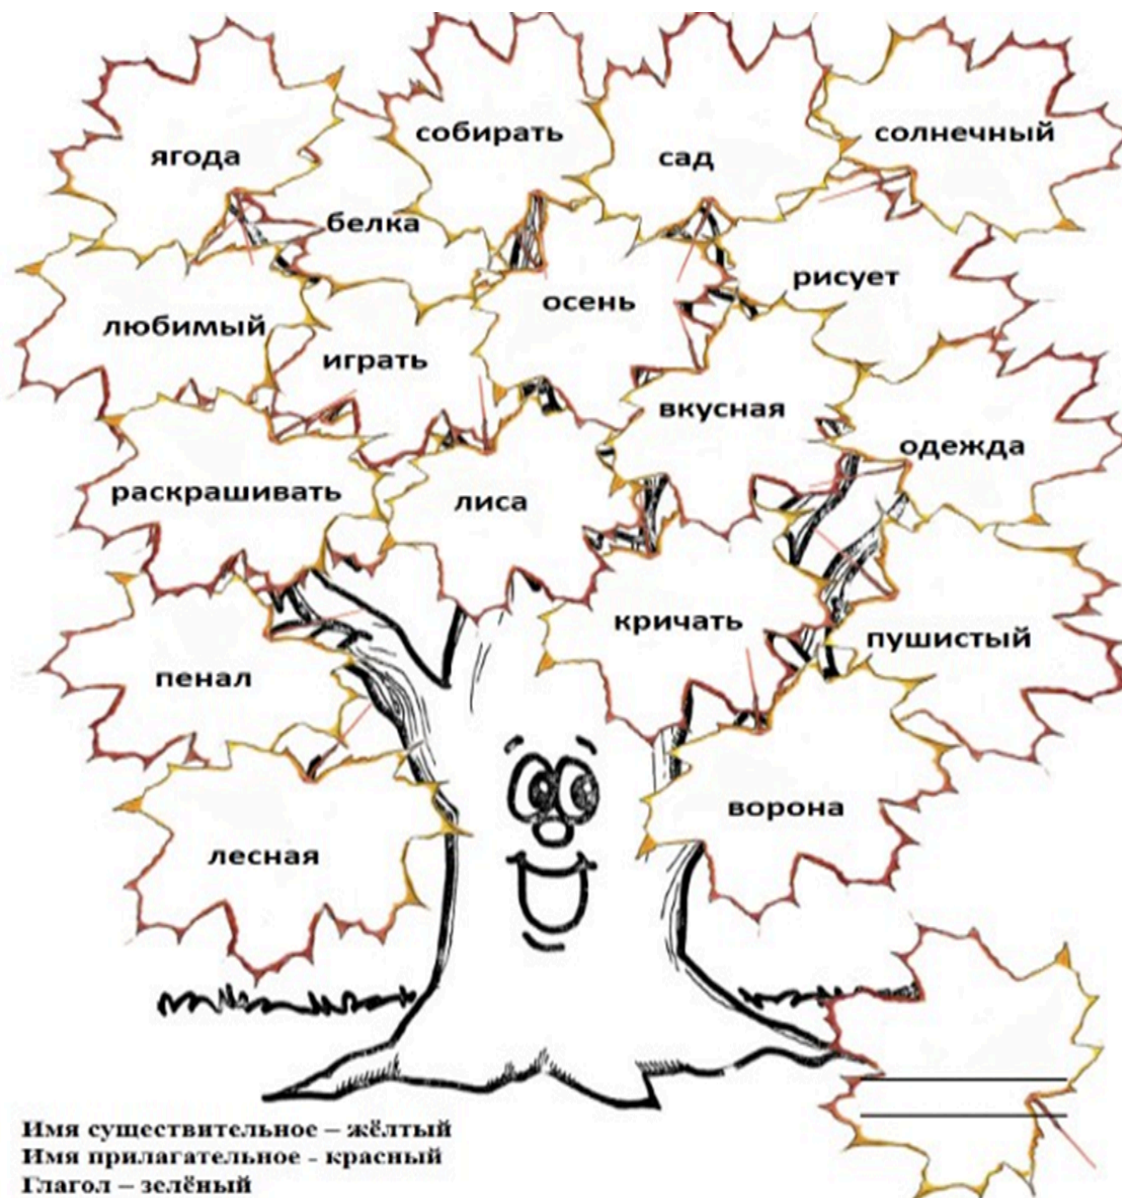 собирать
солнечный
ягода
сад
белка
рисует
осень
любимый
играть
вкусная
одежда
раскрашивать
лиса
кричать
пушистый
пенал
ворона
лесная
Имя существительное – жёлтый
Имя прилагательное - красный
Глагол – зелёный